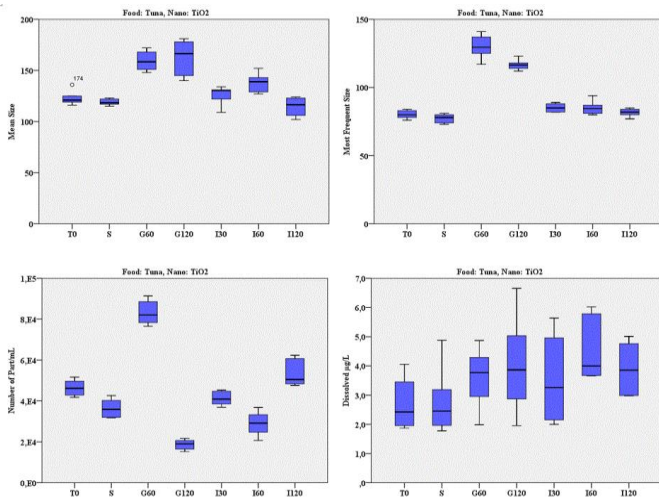 Food: Tuna, Nano: TiO2
Mean Size
200
150
100
50
0
174
T0 S G60 G120 I30 I60 I120
Food: Tuna, Nano: TiO2
Most Frequent Size
150
100
50
0
T0 S G60 G120 I30 I60 I120
Food: Tuna, Nano: TiO2
Number of Part/mL
1,E5
8,E4
6,E4
4,E4
2,E4
0,E0
T0 S G60 G120 I30 I60 I120
Food: Tuna, Nano: TiO2
Dissolved µg/L
7,0
6,0
5,0
4,0
3,0
2,0
1,0
,0
T0 S G60 G120 I30 I60 I120